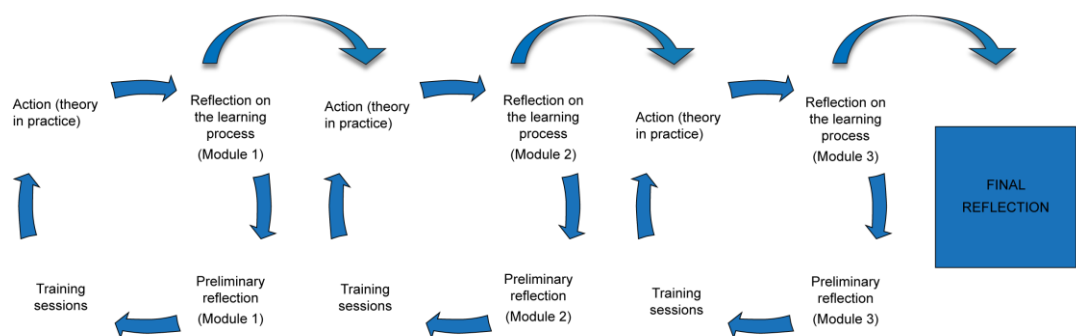 Action (theory
in practice)
Reflection on
the learning
process
(Module 1)
Training
sessions
Preliminary
reflection
(Module 1)
Action (theory
in practice)
Reflection on
the learning
process
(Module 2)
Training
sessions
Preliminary
reflection
(Module 2)
Action (theory
in practice)
Reflection on
the learning
process
(Module 3)
Training
sessions
Preliminary
reflection
(Module 3)
FINAL
REFLECTION